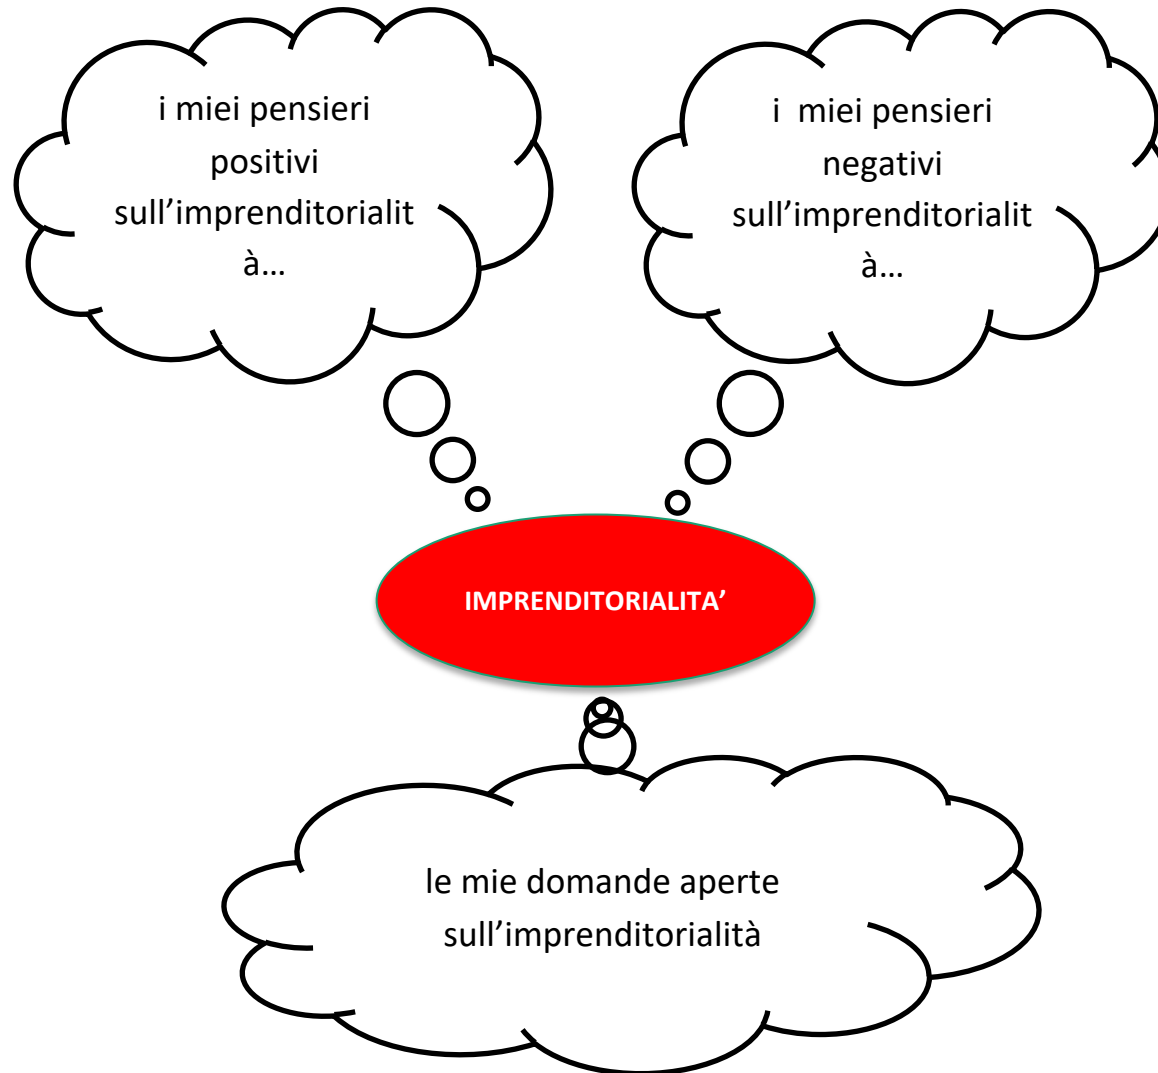 i miei pensieri
positivi
sull’imprenditorialit
à…
i  miei pensieri
negativi
sull’imprenditorialit
à…
IMPRENDITORIALITA’
le mie domande aperte
sull’imprenditorialità